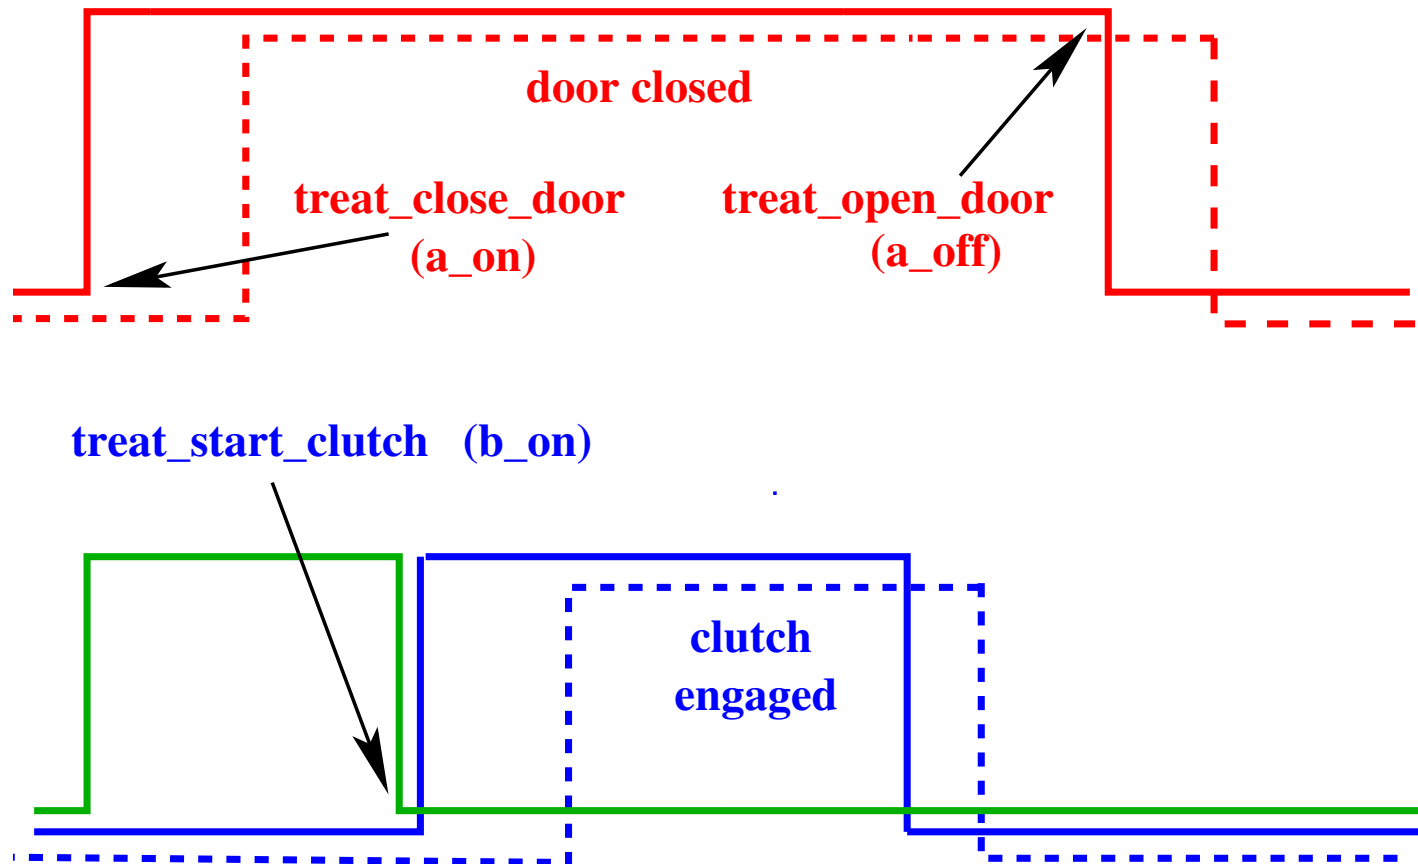 door closed
treat_close_door
(a_on)
treat_open_door
(a_off)
treat_start_clutch (b_on)
clutch
engaged